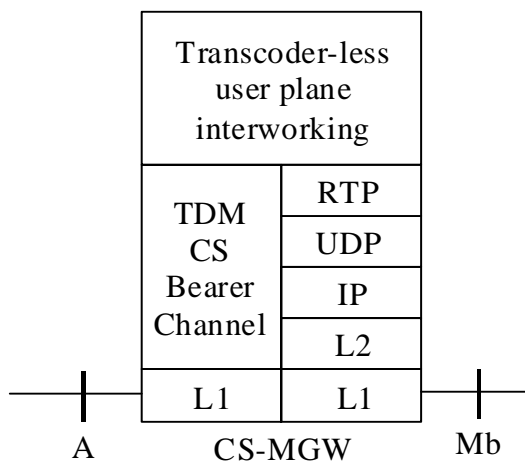 Transcoder-less
user plane
interworking
TDM
CS
Bearer
Channel
RTP
UDP
IP
L2
L1
L1
A
CS-MGW
Mb